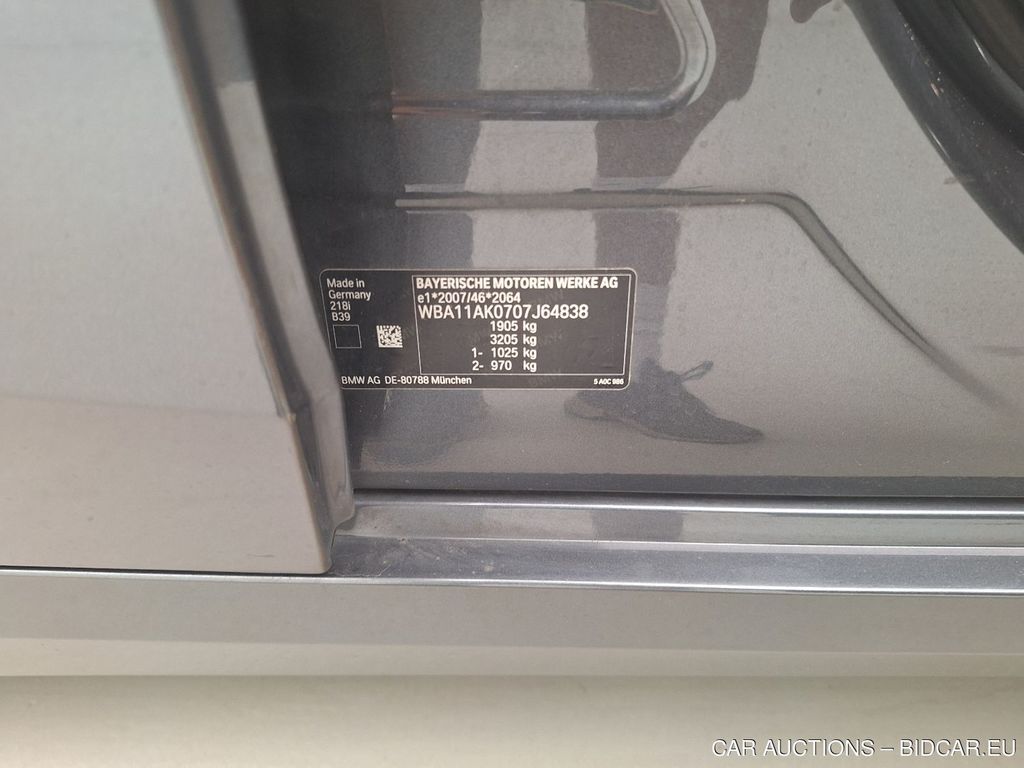 Made in
Germany
218i
B39
BAYERISCHE MOTOREN WERKE AG
e1*2007/46*2064
WBA11AK0707J64838
1905 kg
3205 kg
1- 1025 kg
2- 970 kg
BMW AG DE-80788 München
5 A0C 986
CAR AUCTIONS – BIDCAR.EU